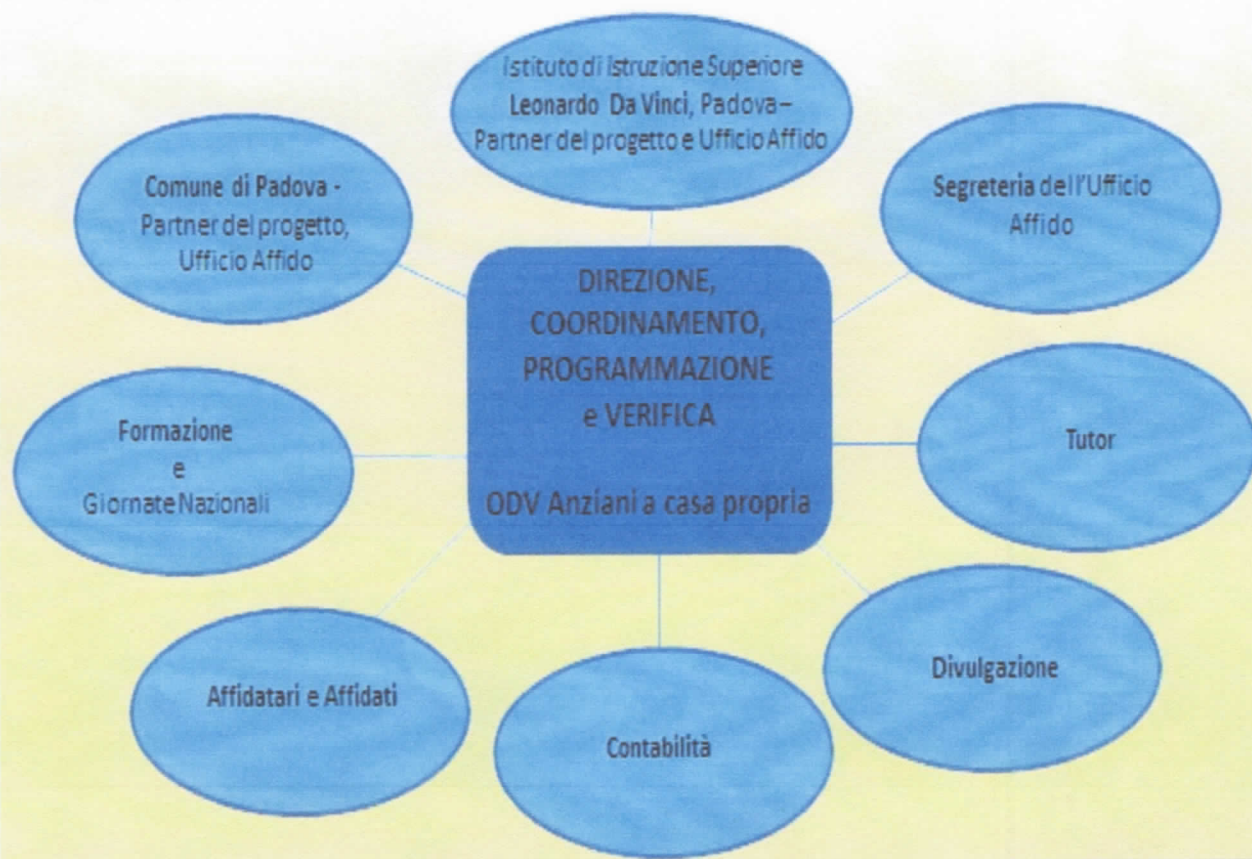 Istituto di Istruzione Superiore
Leonardo Da Vinci, Padova –
Partner del progetto e Ufficio Affido
Comune di Padova -
Partner del progetto,
Ufficio Affido
Segreteria dell'Ufficio
Affido
DIREZIONE,
COORDINAMENTO,
PROGRAMMAZIONE
e VERIFICA
ODV Anziani a casa propria
Formazione
e
Giornate Nazionali
Tutor
Affidatari e Affidati
Contabilità
Divulgazione